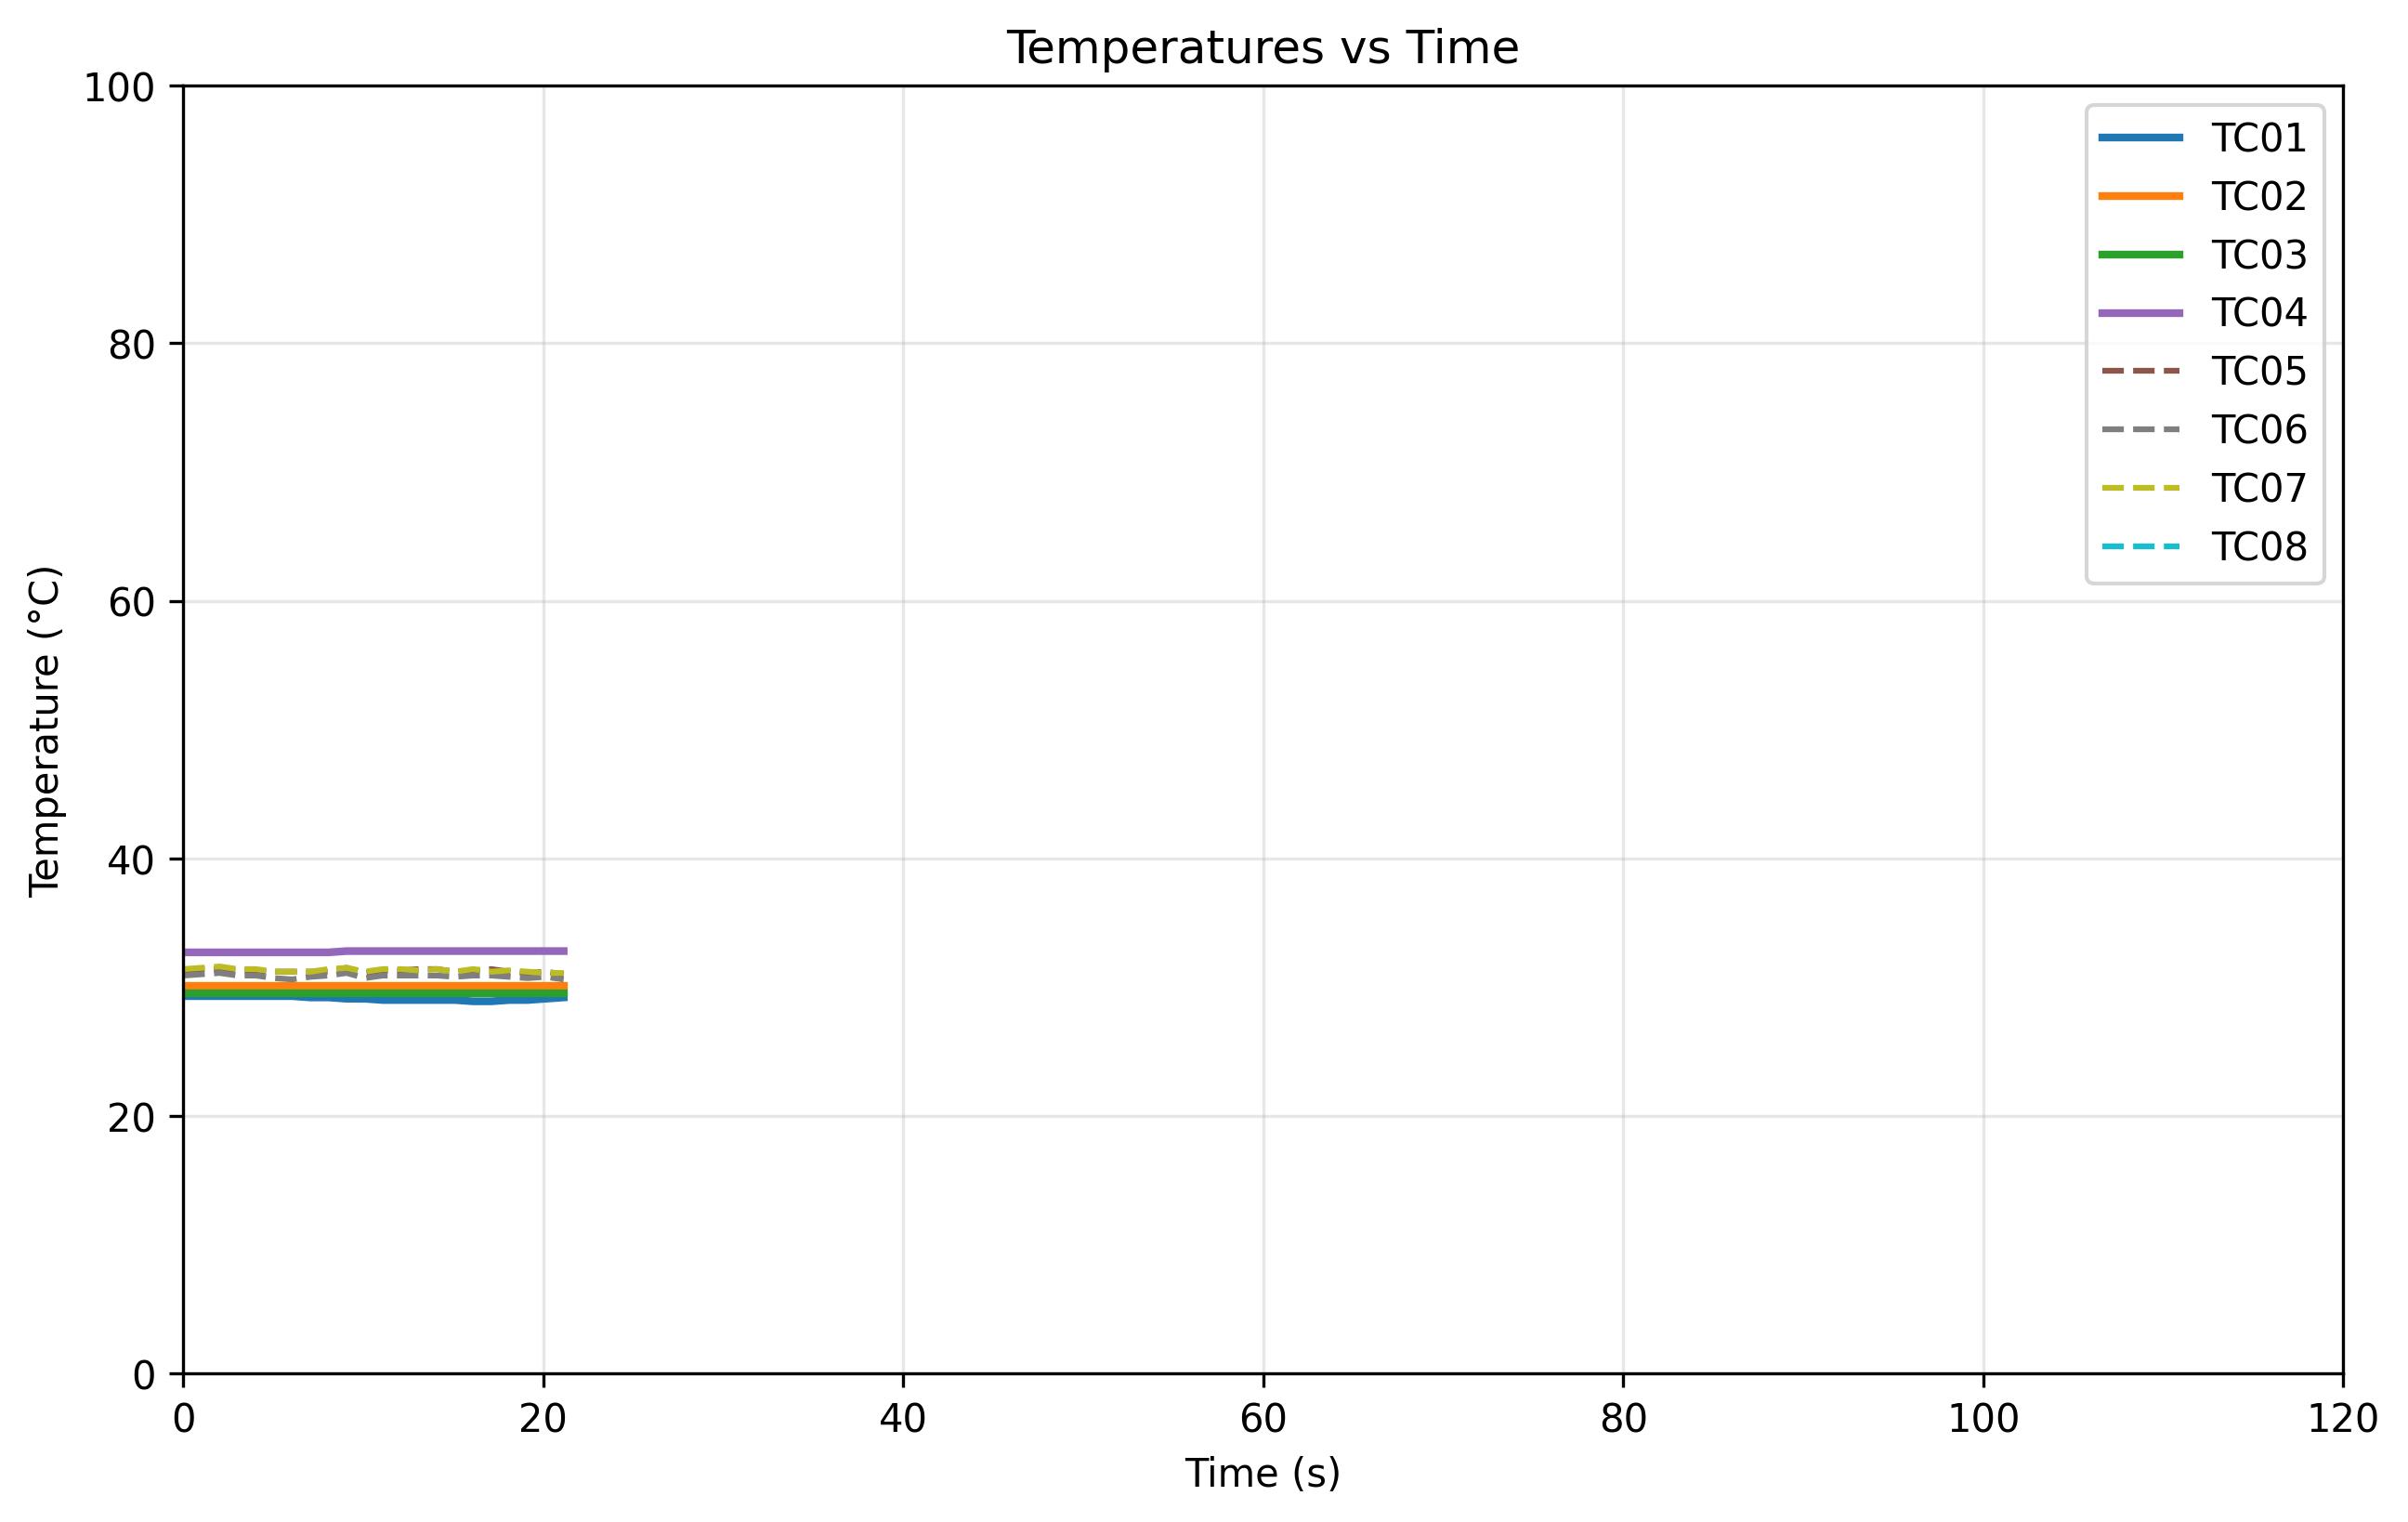 Temperatures vs Time
100
80
60
40
20
0
Temperature (°C)
0 20 40 60 80 100 120
Time (s)
TC01
TC02
TC03
TC04
TC05
TC06
TC07
TC08